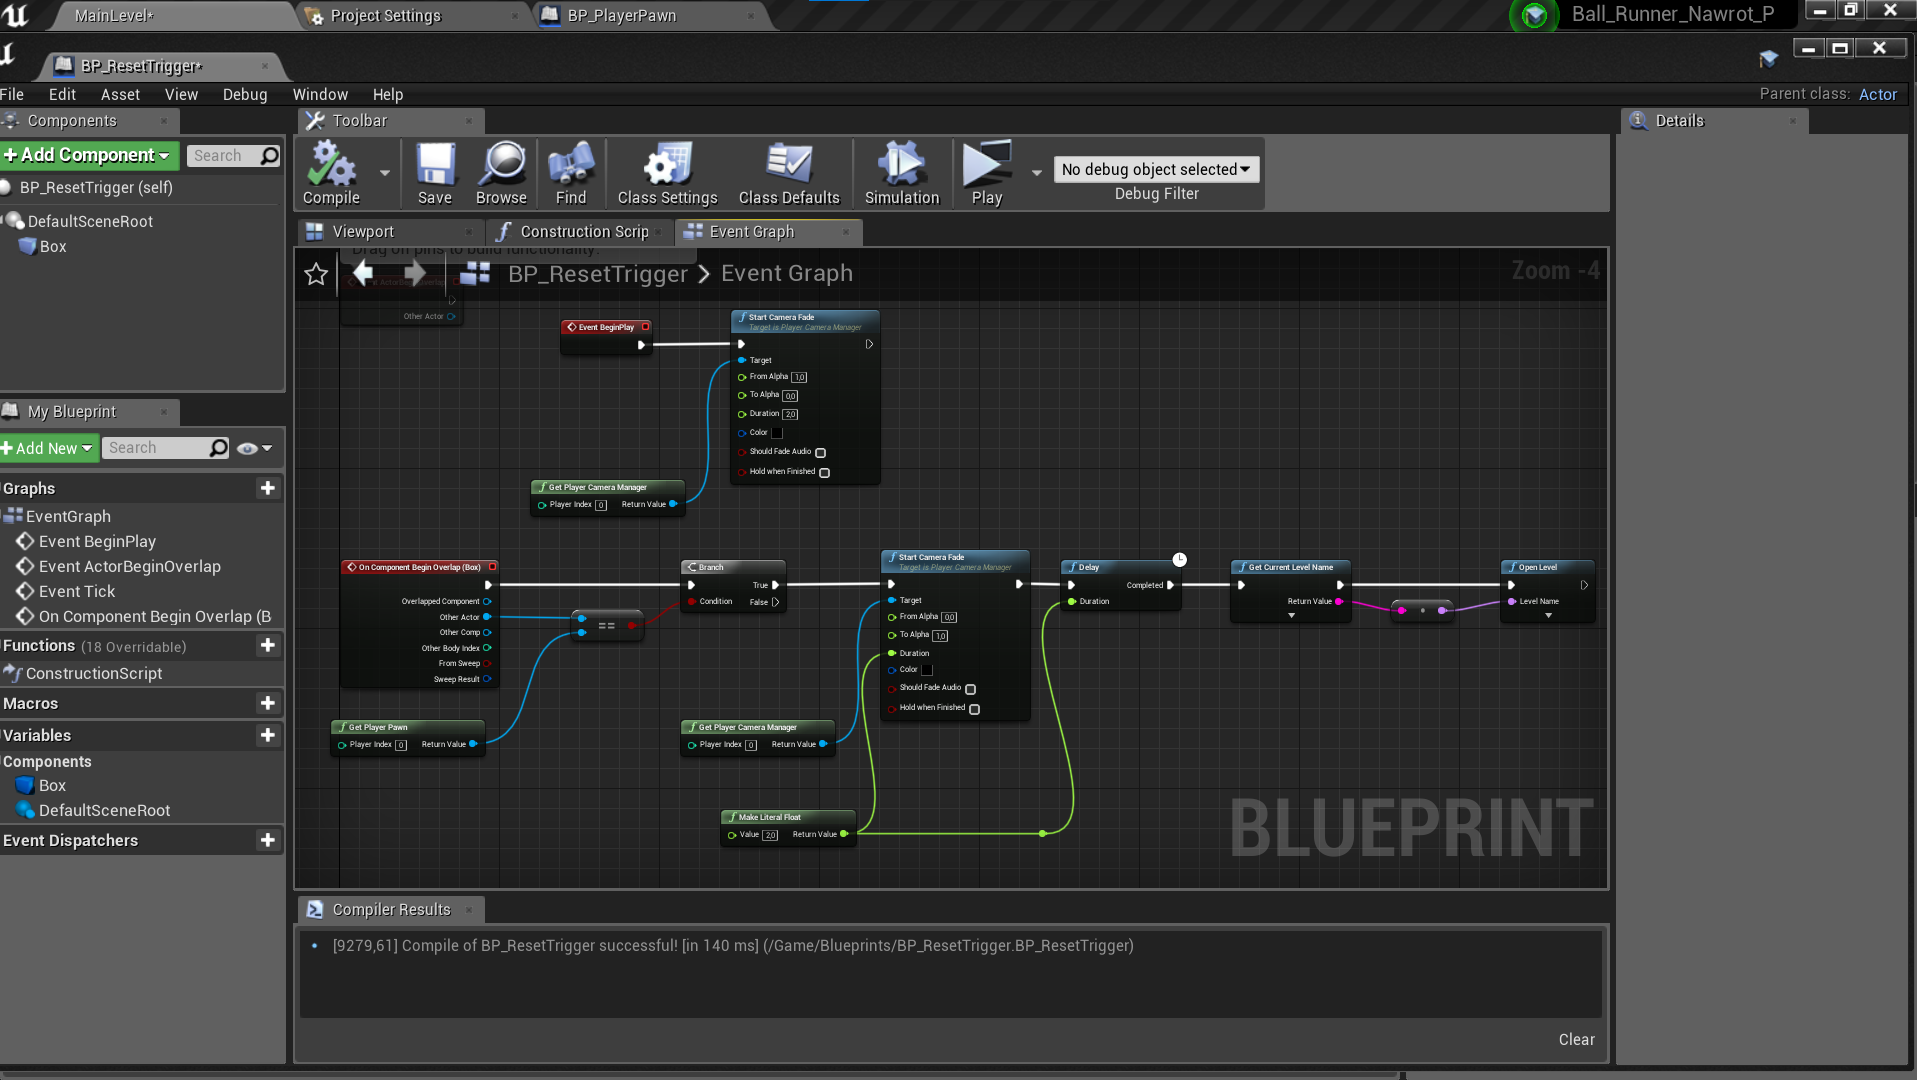 MainLevel*
Project Settings
BP_PlayerPawn
Ball_Runner_Nawrot_P
BP_ResetTrigger*
File Edit Asset View Debug Window Help
Parent class: Actor
Components
Toolbar
Details
Add Component
Search
BP_ResetTrigger (self)
DefaultSceneRoot
Box
Compile
Save
Browse
Find
Class Settings
Class Defaults
Simulation
Play
No debug object selected
Debug Filter
Viewport
Construction Scrip
Event Graph
Drag off pins to build functionality.
BP_ResetTrigger > Event Graph
Zoom -4
Other Actor
Event BeginPlay
Start Camera Fade
Target is Player Camera Manager
Target
From Alpha 1,0
To Alpha 0,0
Duration 2,0
Color
Should Fade Audio
Hold when Finished
Get Player Camera Manager
Player Index 0 Return Value
On Component Begin Overlap (Box)
Overlapped Component
Other Actor
Other Comp
Other Body Index
From Sweep
Sweep Result
Get Player Pawn
Player Index 0 Return Value
==
Branch
True
Condition False
Start Camera Fade
Target is Player Camera Manager
Target
From Alpha 0,0
To Alpha 1,0
Duration
Color
Should Fade Audio
Hold when Finished
Get Player Camera Manager
Player Index 0 Return Value
Make Literal Float
Value 2,0 Return Value
Delay
Completed
Duration
Get Current Level Name
Return Value
Open Level
Level Name
BLUEPRINT
My Blueprint
Add New
Search
Graphs
EventGraph
Event BeginPlay
Event ActorBeginOverlap
Event Tick
On Component Begin Overlap (B
Functions (18 Overridable)
ConstructionScript
Macros
Variables
Components
Box
DefaultSceneRoot
Event Dispatchers
Compiler Results
[9279,61] Compile of BP_ResetTrigger successful! [in 140 ms] (/Game/Blueprints/BP_ResetTrigger.BP_ResetTrigger)
Clear